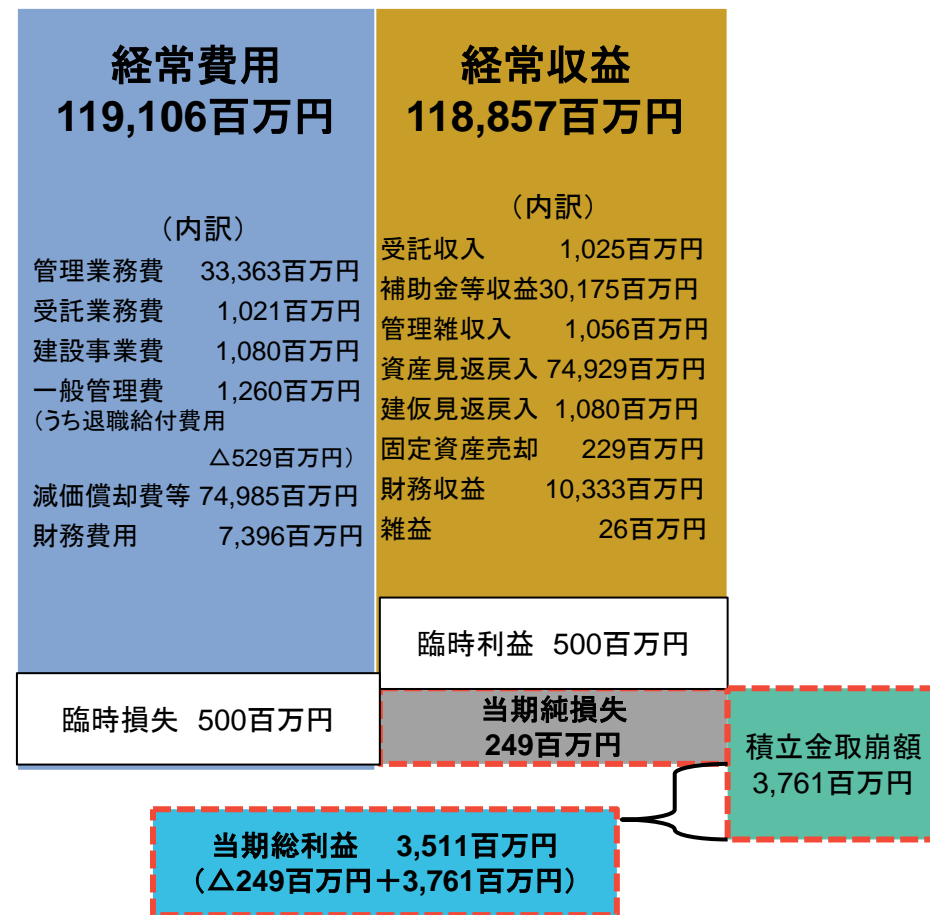 経常費用
119,106百万円
（内訳）
管理業務費 33,363百万円
受託業務費 1,021百万円
建設事業費 1,080百万円
一般管理費 1,260百万円
(うち退職給付費用
△529百万円）
減価償却費等 74,985百万円
財務費用 7,396百万円
臨時損失 500百万円
経常収益
118,857百万円
（内訳）
受託収入 1,025百万円
補助金等収益30,175百万円
管理雑収入 1,056百万円
資産見返戻入 74,929百万円
建仮見返戻入 1,080百万円
固定資産売却 229百万円
財務収益 10,333百万円
雑益 26百万円
臨時利益 500百万円
当期純損失
249百万円
積立金取崩額
3,761百万円
当期総利益 3,511百万円
（△249百万円＋3,761百万円）